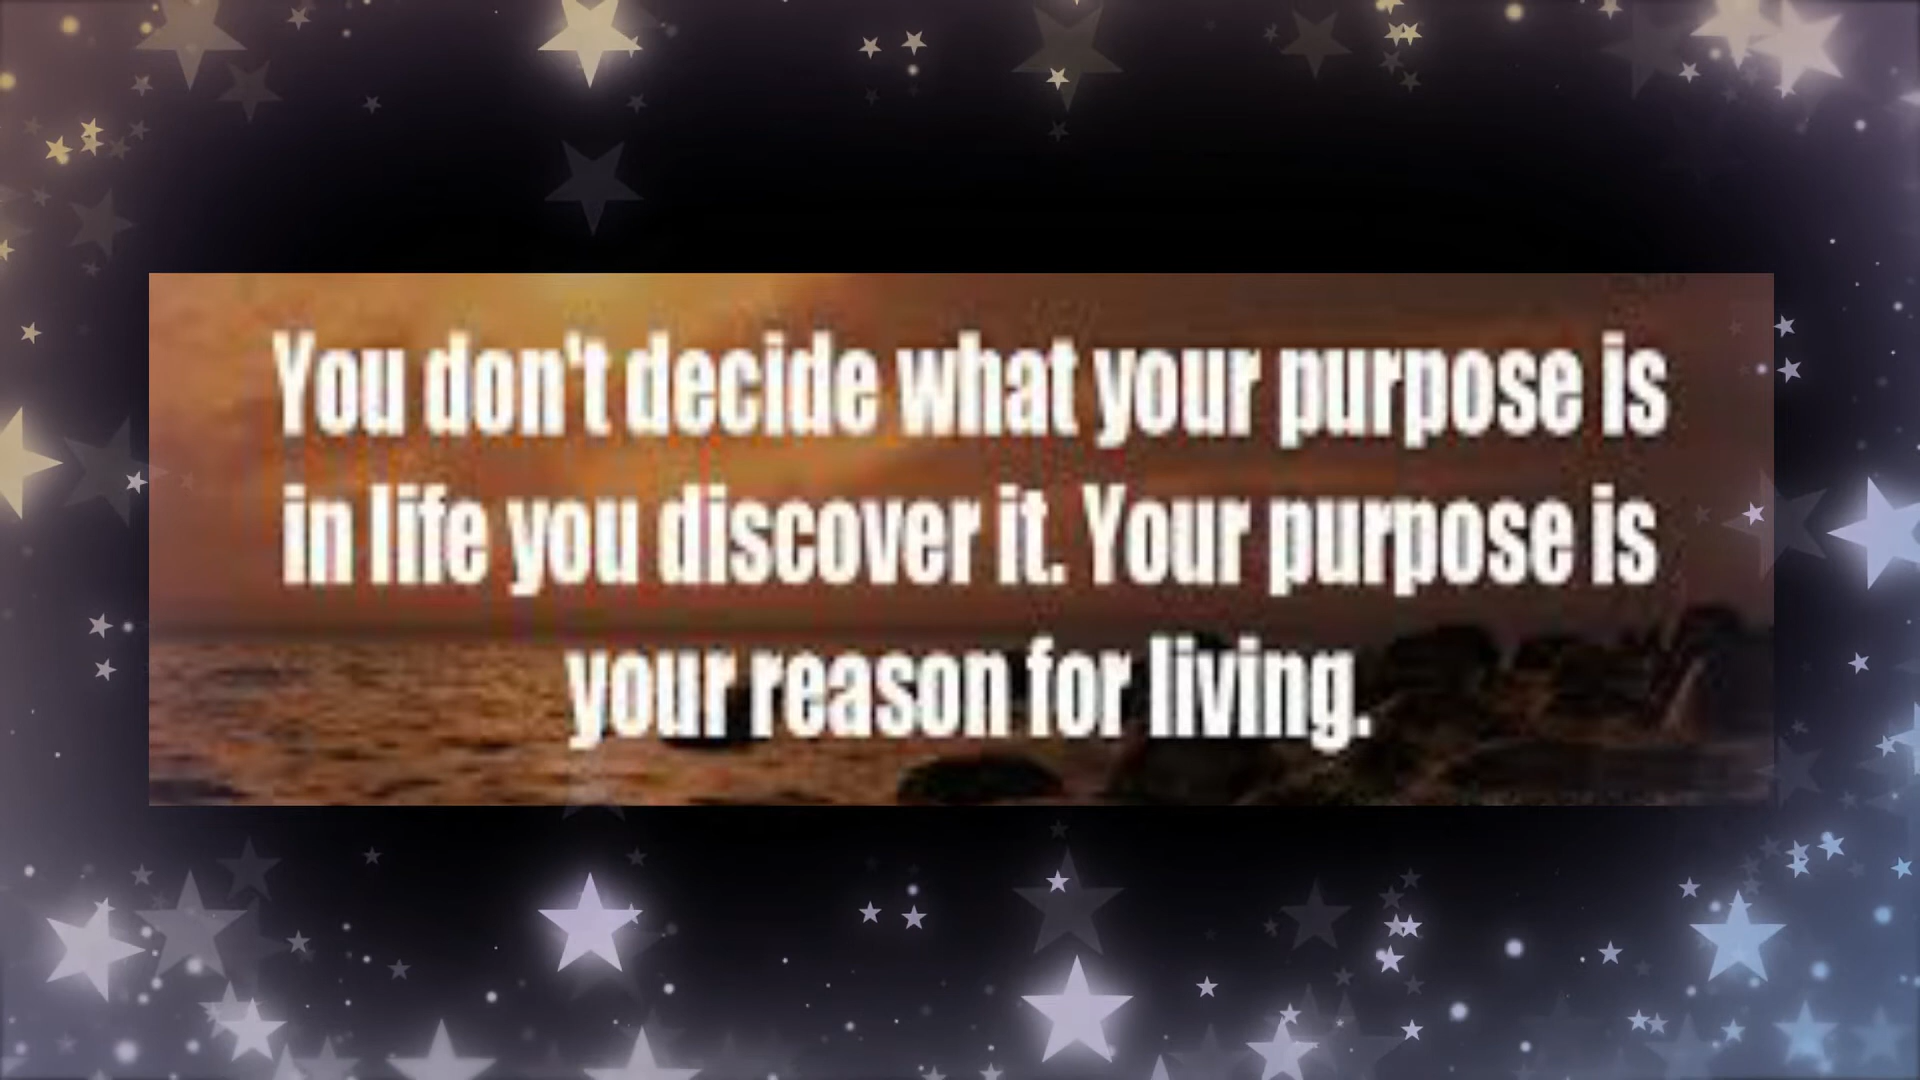 You don't decide what your purpose is
in life you discover it. Your purpose is
your reason for living.